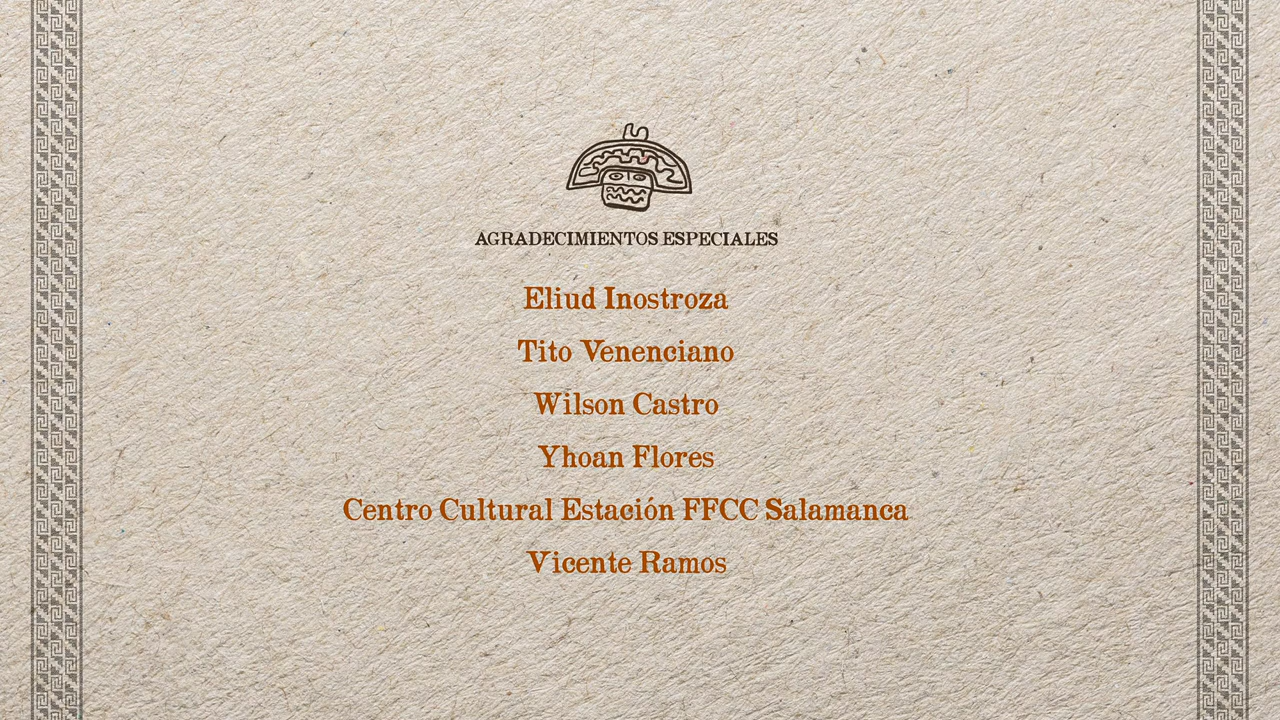 AGRADECIMIENTOS ESPECIALES
Eliud Inostroza
Tito Venenciano
Wilson Castro
Yhoan Flores
Centro Cultural Estación FFCC Salamanca
Vicente Ramos